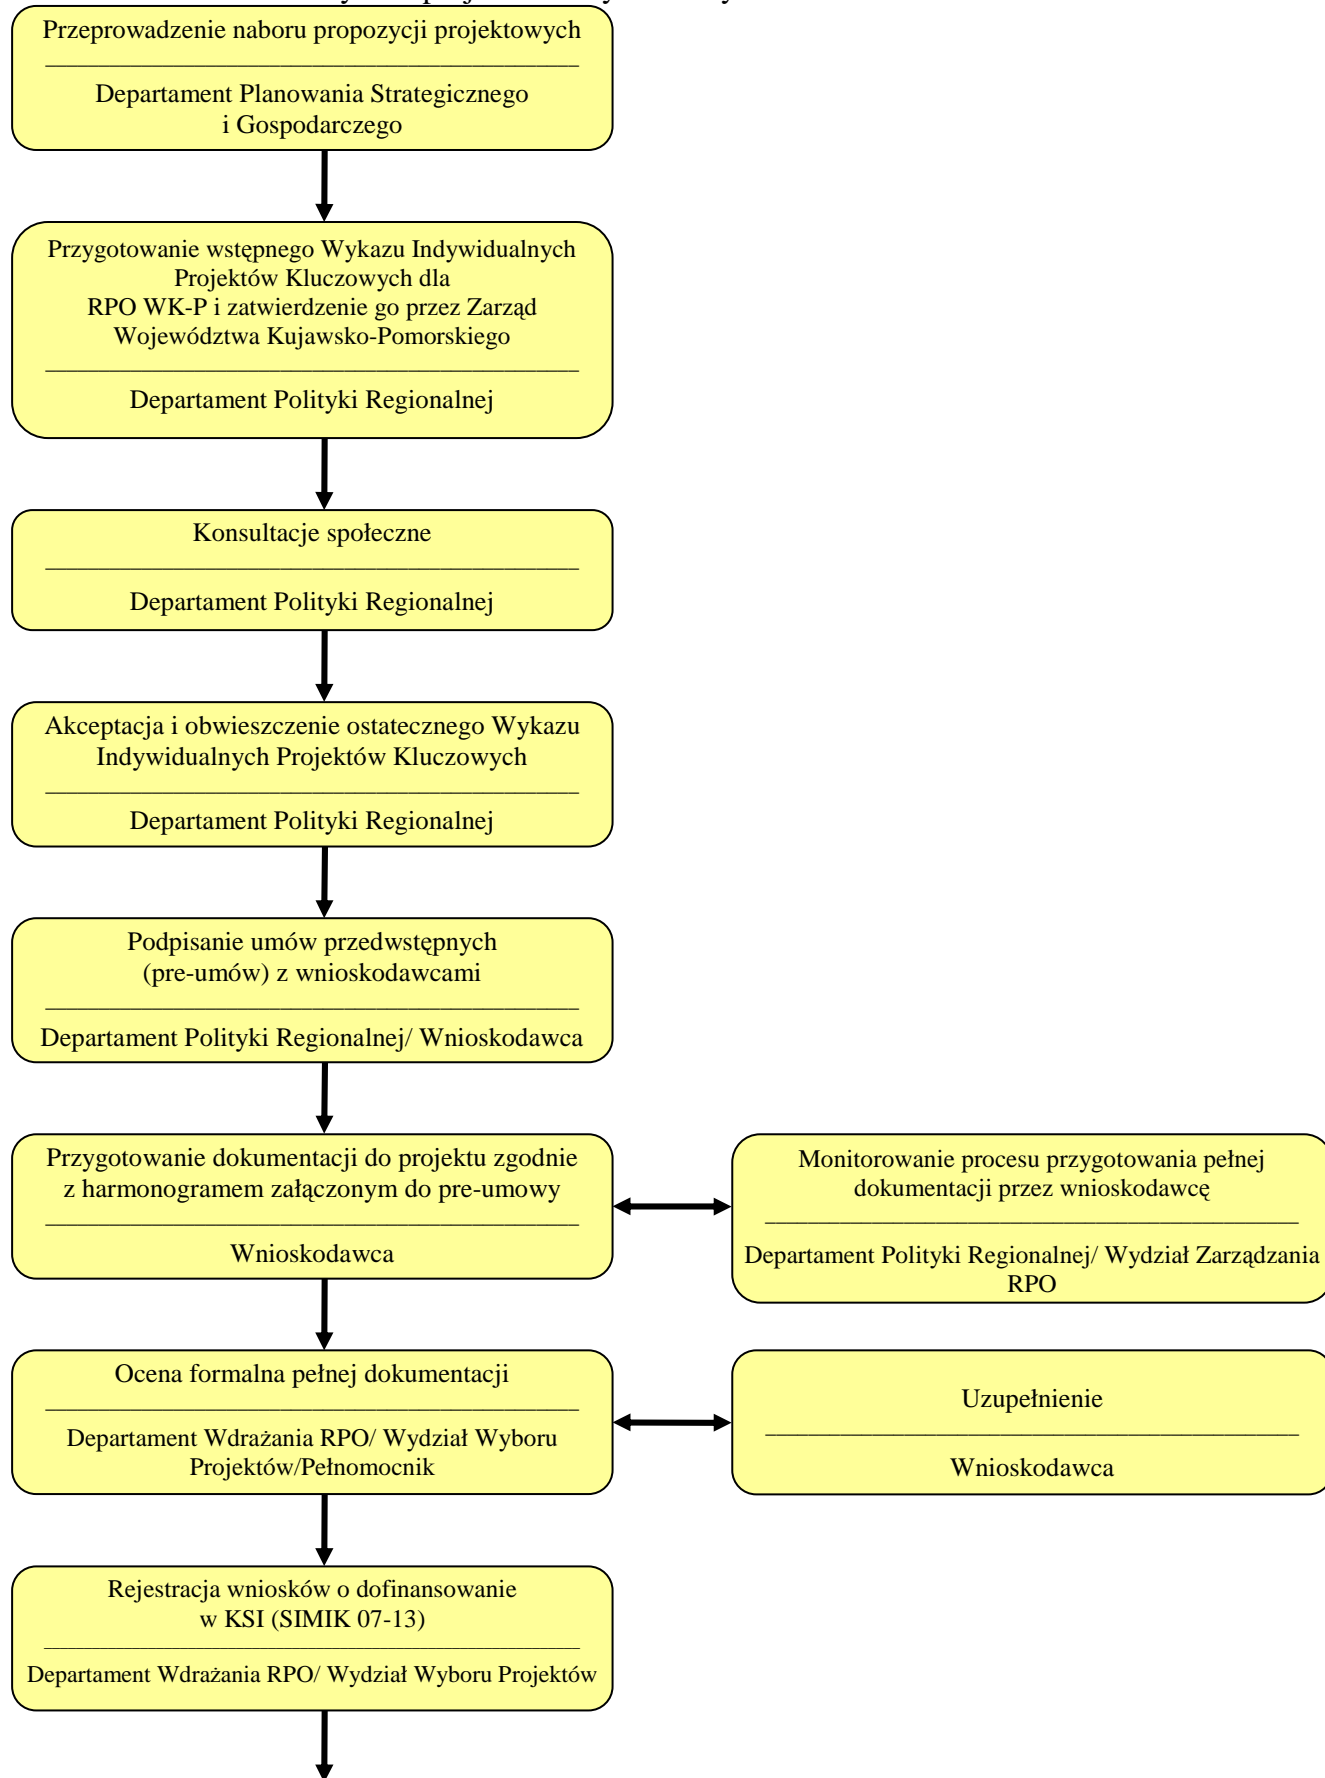 Przeprowadzenie naboru propozycji projektowych
Departament Planowania Strategicznego
i Gospodarczego
Przygotowanie wstępnego Wykazu Indywidualnych
Projektów Kluczowych dla
RPO WK-P i zatwierdzenie go przez Zarząd
Województwa Kujawsko-Pomorskiego
Departament Polityki Regionalnej
Konsultacje społeczne
Departament Polityki Regionalnej
Akceptacja i obwieszczenie ostatecznego Wykazu
Indywidualnych Projektów Kluczowych
Departament Polityki Regionalnej
Podpisanie umów przedwstępnych
(pre-umów) z wnioskodawcami
Departament Polityki Regionalnej/ Wnioskodawca
Przygotowanie dokumentacji do projektu zgodnie
z harmonogramem załączonym do pre-umowy
Wnioskodawca
Monitorowanie procesu przygotowania pełnej
dokumentacji przez wnioskodawcę
Departament Polityki Regionalnej/ Wydział Zarządzania
RPO
Ocena formalna pełnej dokumentacji
Departament Wdrażania RPO/ Wydział Wyboru
Projektów/Pełnomocnik
Uzupełnienie
Wnioskodawca
Rejestracja wniosków o dofinansowanie
w KSI (SIMIK 07-13)
Departament Wdrażania RPO/ Wydział Wyboru Projektów